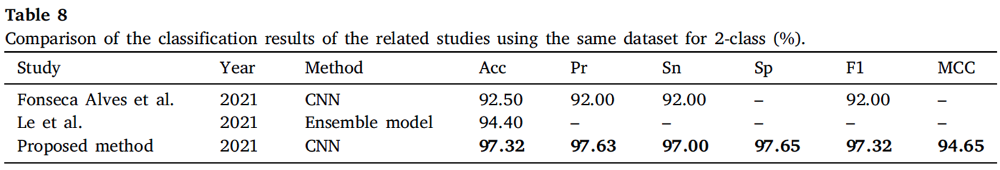 Table 8
Comparison of the classification results of the related studies using the same dataset for 2-class (%).
Study Year Method Acc Pr Sn Sp F1 MCC
Fonseca Alves et al. 2021 CNN 92.50 92.00 92.00 – 92.00 –
Le et al. 2021 Ensemble model 94.40 – – – – –
Proposed method 2021 CNN 97.32 97.63 97.00 97.65 97.32 94.65